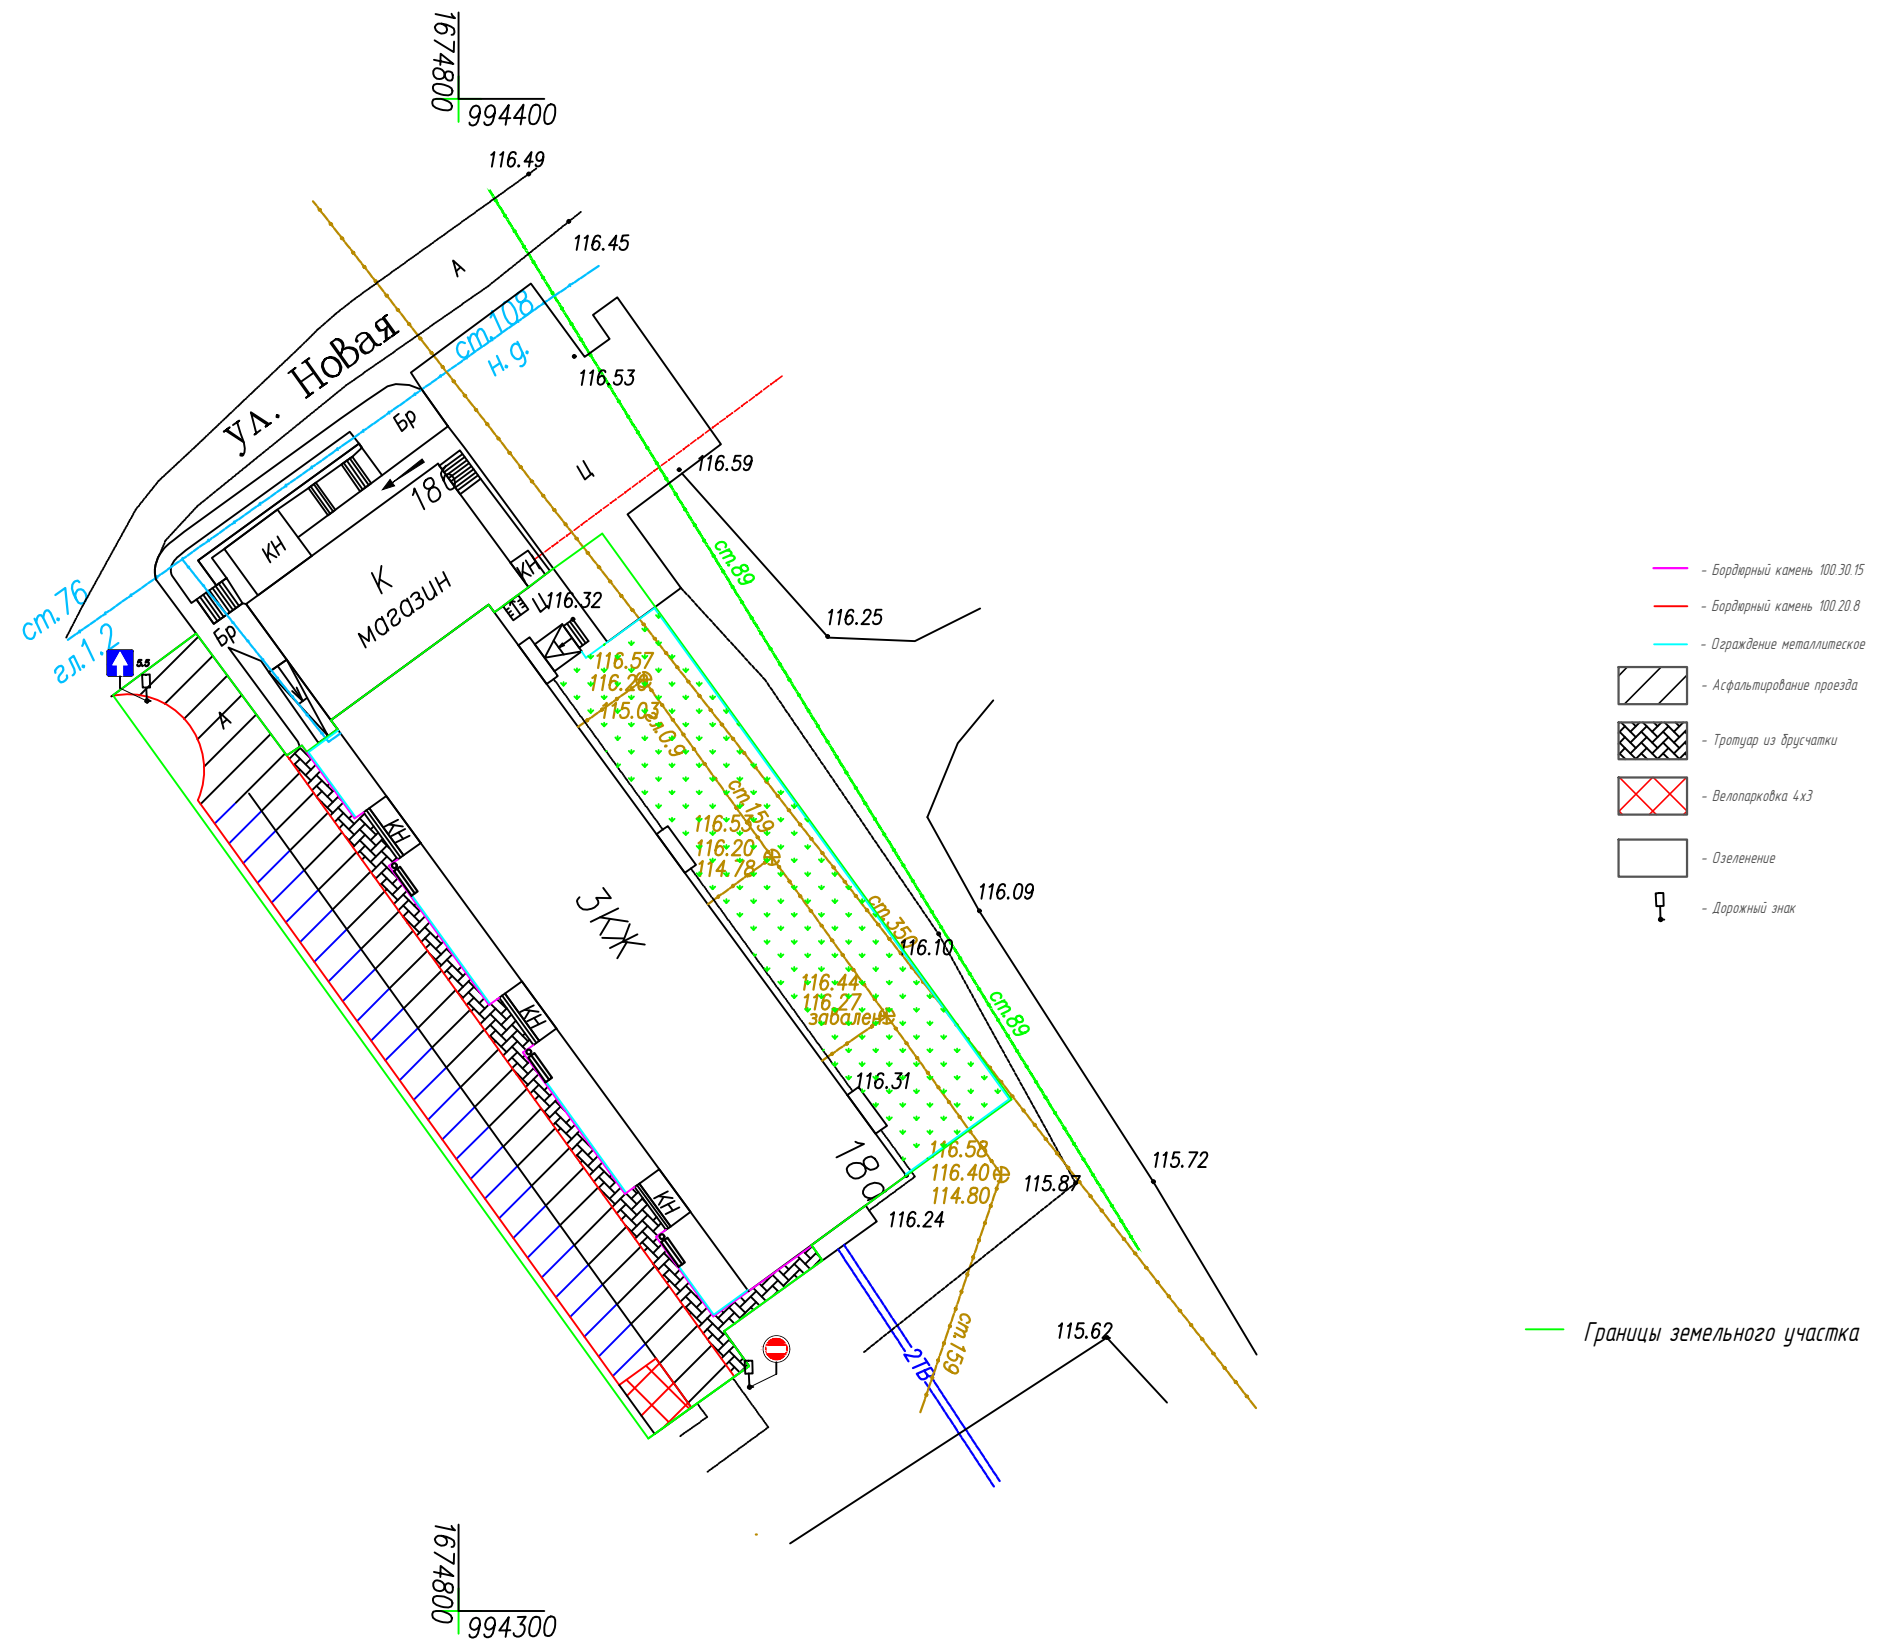 1674800
994400
116.49
116.45
А
ст.108
н.д.
ул. Новая
116.53
Бр
116.59
Ц
18б
КН
К
магазин
КН
Ц
116.32
ст.89
116.25
ст.76
гл.1.2
Бр
5.5
А
116.57
116.28
115.03
гл.0.9
ст.159
116.53
116.20
114.78
КН
3КЖ
ст.350
116.09
116.10
116.44
116.27
завален
КН
ст.89
116.31
116.58
116.40
114.80
18а
115.87
115.72
КН
116.24
ст.159
115.62
2ТВ
1674800
994300
- Бордюрный камень 100.30.15
- Бордюрный камень 100.20.8
- Ограждение металлитеское
- Асфальтирование проезда
- Тротуар из брусчатки
- Велопарковка 4х3
- Озеленение
- Дорожный знак
Границы земельного участка